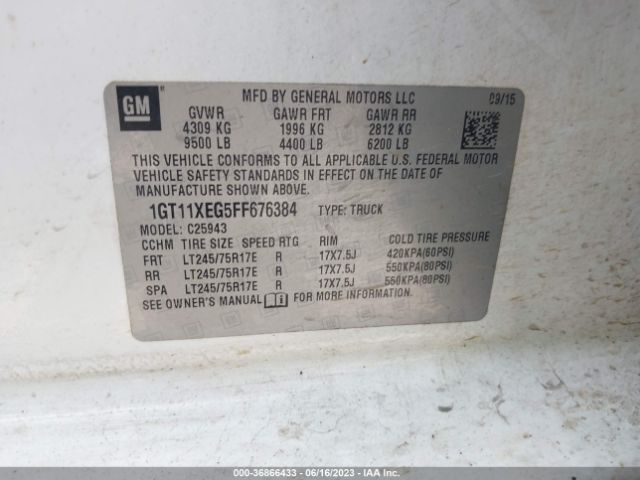 GM ®
MFD BY GENERAL MOTORS LLC 09/15
GVWR GAWR FRT GAWR RR
4309 KG 1996 KG 2812 KG
9500 LB 4400 LB 6200 LB
THIS VEHICLE CONFORMS TO ALL APPLICABLE U.S. FEDERAL MOTOR
VEHICLE SAFETY STANDARDS IN EFFECT ON THE DATE OF
MANUFACTURE SHOWN ABOVE.
1GT11XEG5FF676384 TYPE: TRUCK
MODEL: C25943
CCHM TIRE SIZE SPEED RTG RIM COLD TIRE PRESSURE
FRT LT245/75R17E R 17X7.5J 420KPA(60PSI)
RR LT245/75R17E R 17X7.5J 550KPA(80PSI)
SPA LT245/75R17E R 17X7.5J 550KPA(80PSI)
SEE OWNER'S MANUAL FOR MORE INFORMATION.
000-36866433 - 06/16/2023 - IAA Inc.